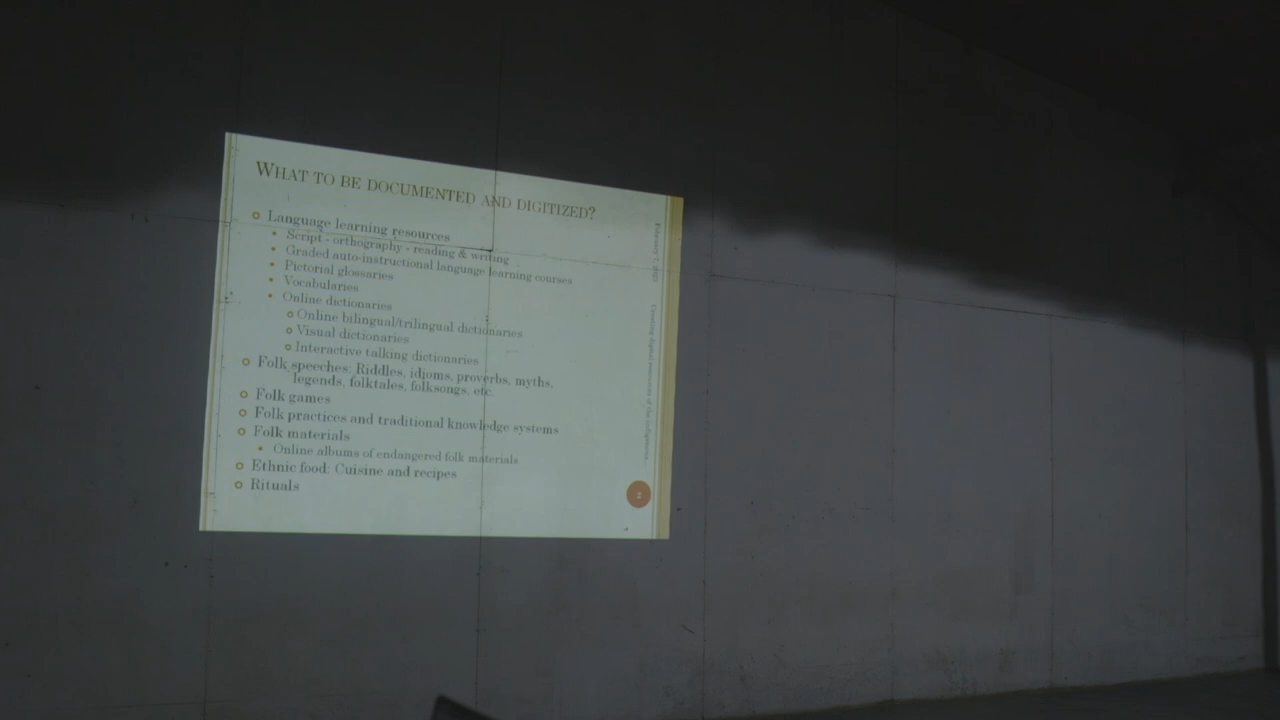 WHAT TO BE DOCUMENTED AND DIGITIZED?
Language learning resources
Script - orthography - reading & writing
Graded auto-instructional language learning courses
Pictorial glossaries
Vocabularies
Online dictionaries
Online bilingual/trilingual dictionaries
Visual dictionaries
Interactive talking dictionaries
Folk speeches: Riddles, idioms, proverbs, myths,
legends, folktales, folksongs, etc.
Folk games
Folk practices and traditional knowledge systems
Folk materials
Online albums of endangered folk materials
Ethnic food: Cuisine and recipes
Rituals